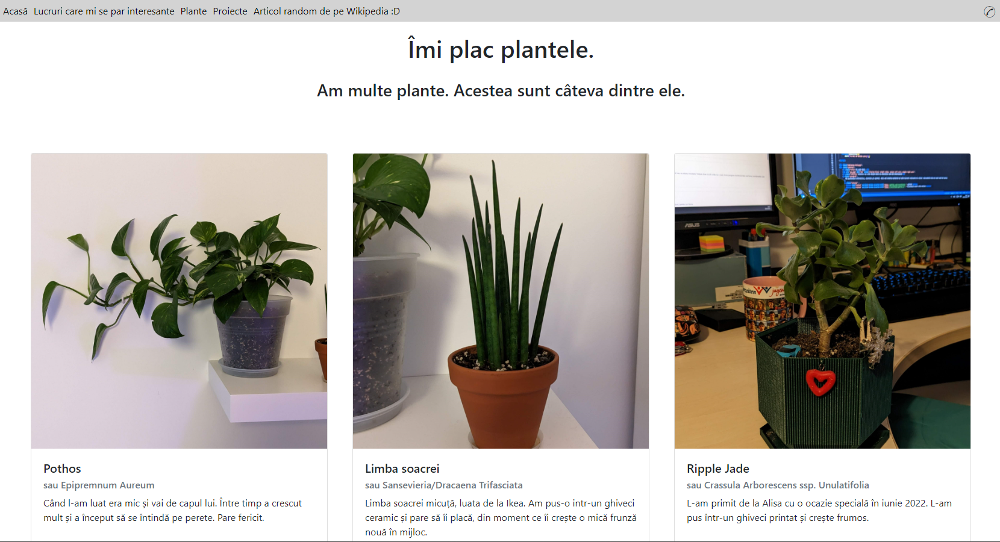 Acasă Lucruri care mi se par interesante Plante Proiecte Articol random de pe Wikipedia :D
Îmi plac plantele.
Am multe plante. Acestea sunt câteva dintre ele.
ASUS
Pothos
sau Epipremnum Aureum
Când l-am luat era mic și vai de capul lui. Între timp a crescut
mult și a început să se întindă pe perete. Pare fericit.
Limba soacrei
sau Sansevieria/Dracaena Trifasciata
Limba soacrei micuță, luata de la Ikea. Am pus-o intr-un ghiveci
ceramic și pare să îi placă, din moment ce îi crește o mică frunză
nouă în mijloc.
Ripple Jade
sau Crassula Arborescens ssp. Unulatifolia
L-am primit de la Alisa cu o ocazie specială în iunie 2022. L-am
pus într-un ghiveci printat și crește frumos.